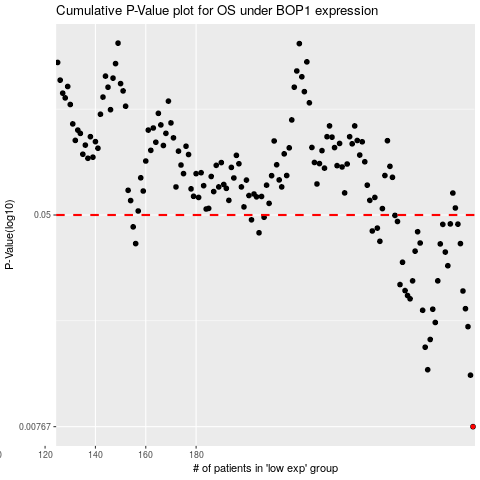 Cumulative P-Value plot for OS under BOP1 expression
P-Value(log10)
0.05
0.00767
0
120
140
160
180
# of patients in 'low exp' group